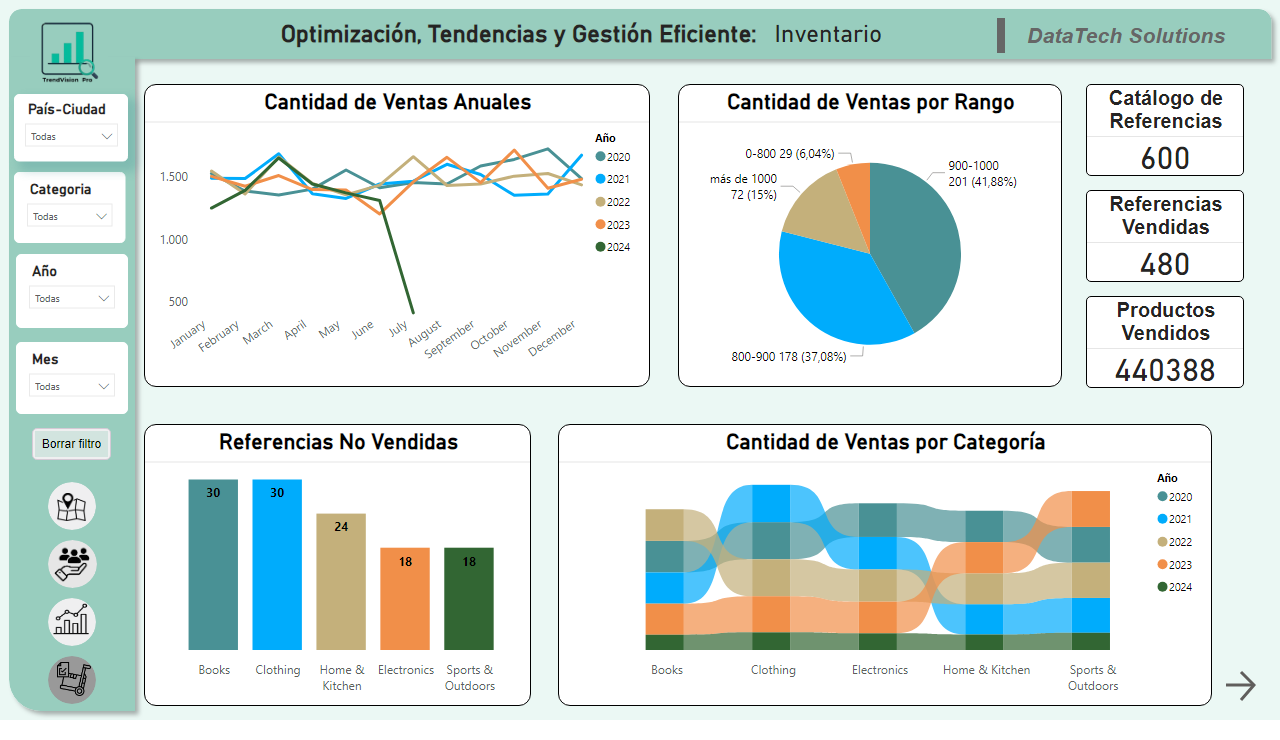 Optimización, Tendencias y Gestión Eficiente: Inventario
DataTech Solutions
TrendVision Pro
País-Ciudad
Todas
Categoria
Todas
Año
Todas
Mes
Todas
Borrar filtro
Cantidad de Ventas Anuales
1.500
1.000
500
January
February
March
April
May
June
July
August
September
October
November
December
Año
2020
2021
2022
2023
2024
Cantidad de Ventas por Rango
0-800 29 (6,04%)
más de 1000
72 (15%)
900-1000
201 (41,88%)
800-900 178 (37,08%)
Catálogo de
Referencias
600
Referencias
Vendidas
480
Productos
Vendidos
440388
Referencias No Vendidas
30
30
24
18
18
Books
Clothing
Home &
Kitchen
Electronics
Sports &
Outdoors
Cantidad de Ventas por Categoría
Books
Clothing
Electronics
Home & Kitchen
Sports &
Outdoors
Año
2020
2021
2022
2023
2024